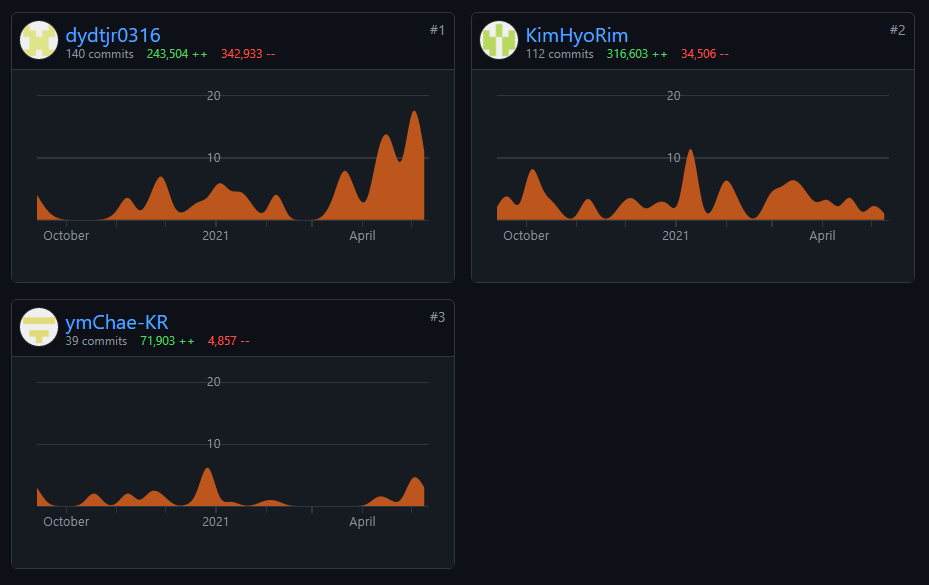 dydtjr0316 #1
140 commits 243,504 ++ 342,933 --
20
10
October 2021 April
KimHyoRim #2
112 commits 316,603 ++ 34,506 --
20
10
October 2021 April
ymChae-KR #3
39 commits 71,903 ++ 4,857 --
20
10
October 2021 April